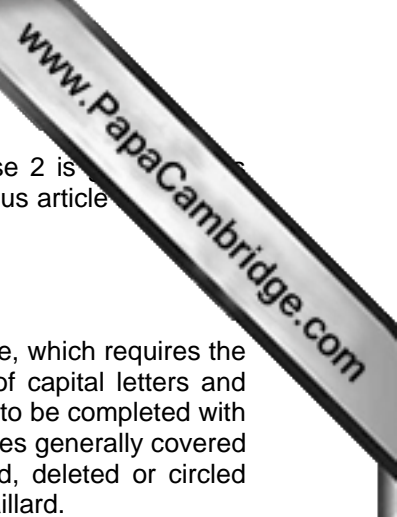 www.PapaCambridge.com
se 2 is
us article
e, which requires the
of capital letters and
to be completed with
es generally covered
d, deleted or circled
illard.